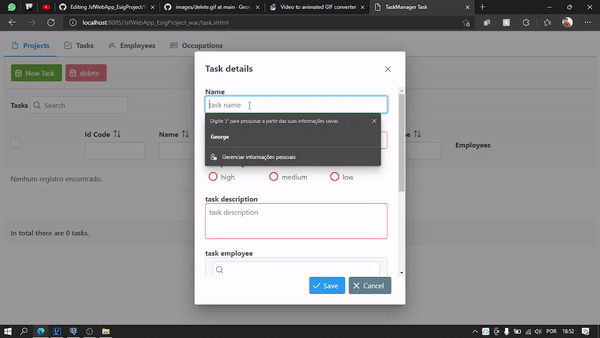 Editing JsfWebApp_EsigProject/
images/delete.gif at main · Geor
Video to animated GIF converter
TaskManager Task
localhost:8085/JsfWebApp_EsigProject_war/task.xhtml
Projects
Tasks
Employees
Occupations
New Task
delete
Tasks
Search
Id Code
Name
Employees
Nenhum registro encontrado.
In total there are 0 tasks.
Task details
Name
task name
Digite '/' para pesquisar a partir das suas informações salvas
George
Gerenciar informações pessoais
high
medium
low
task description
task description
task employee
Save
Cancel
POR
18:52